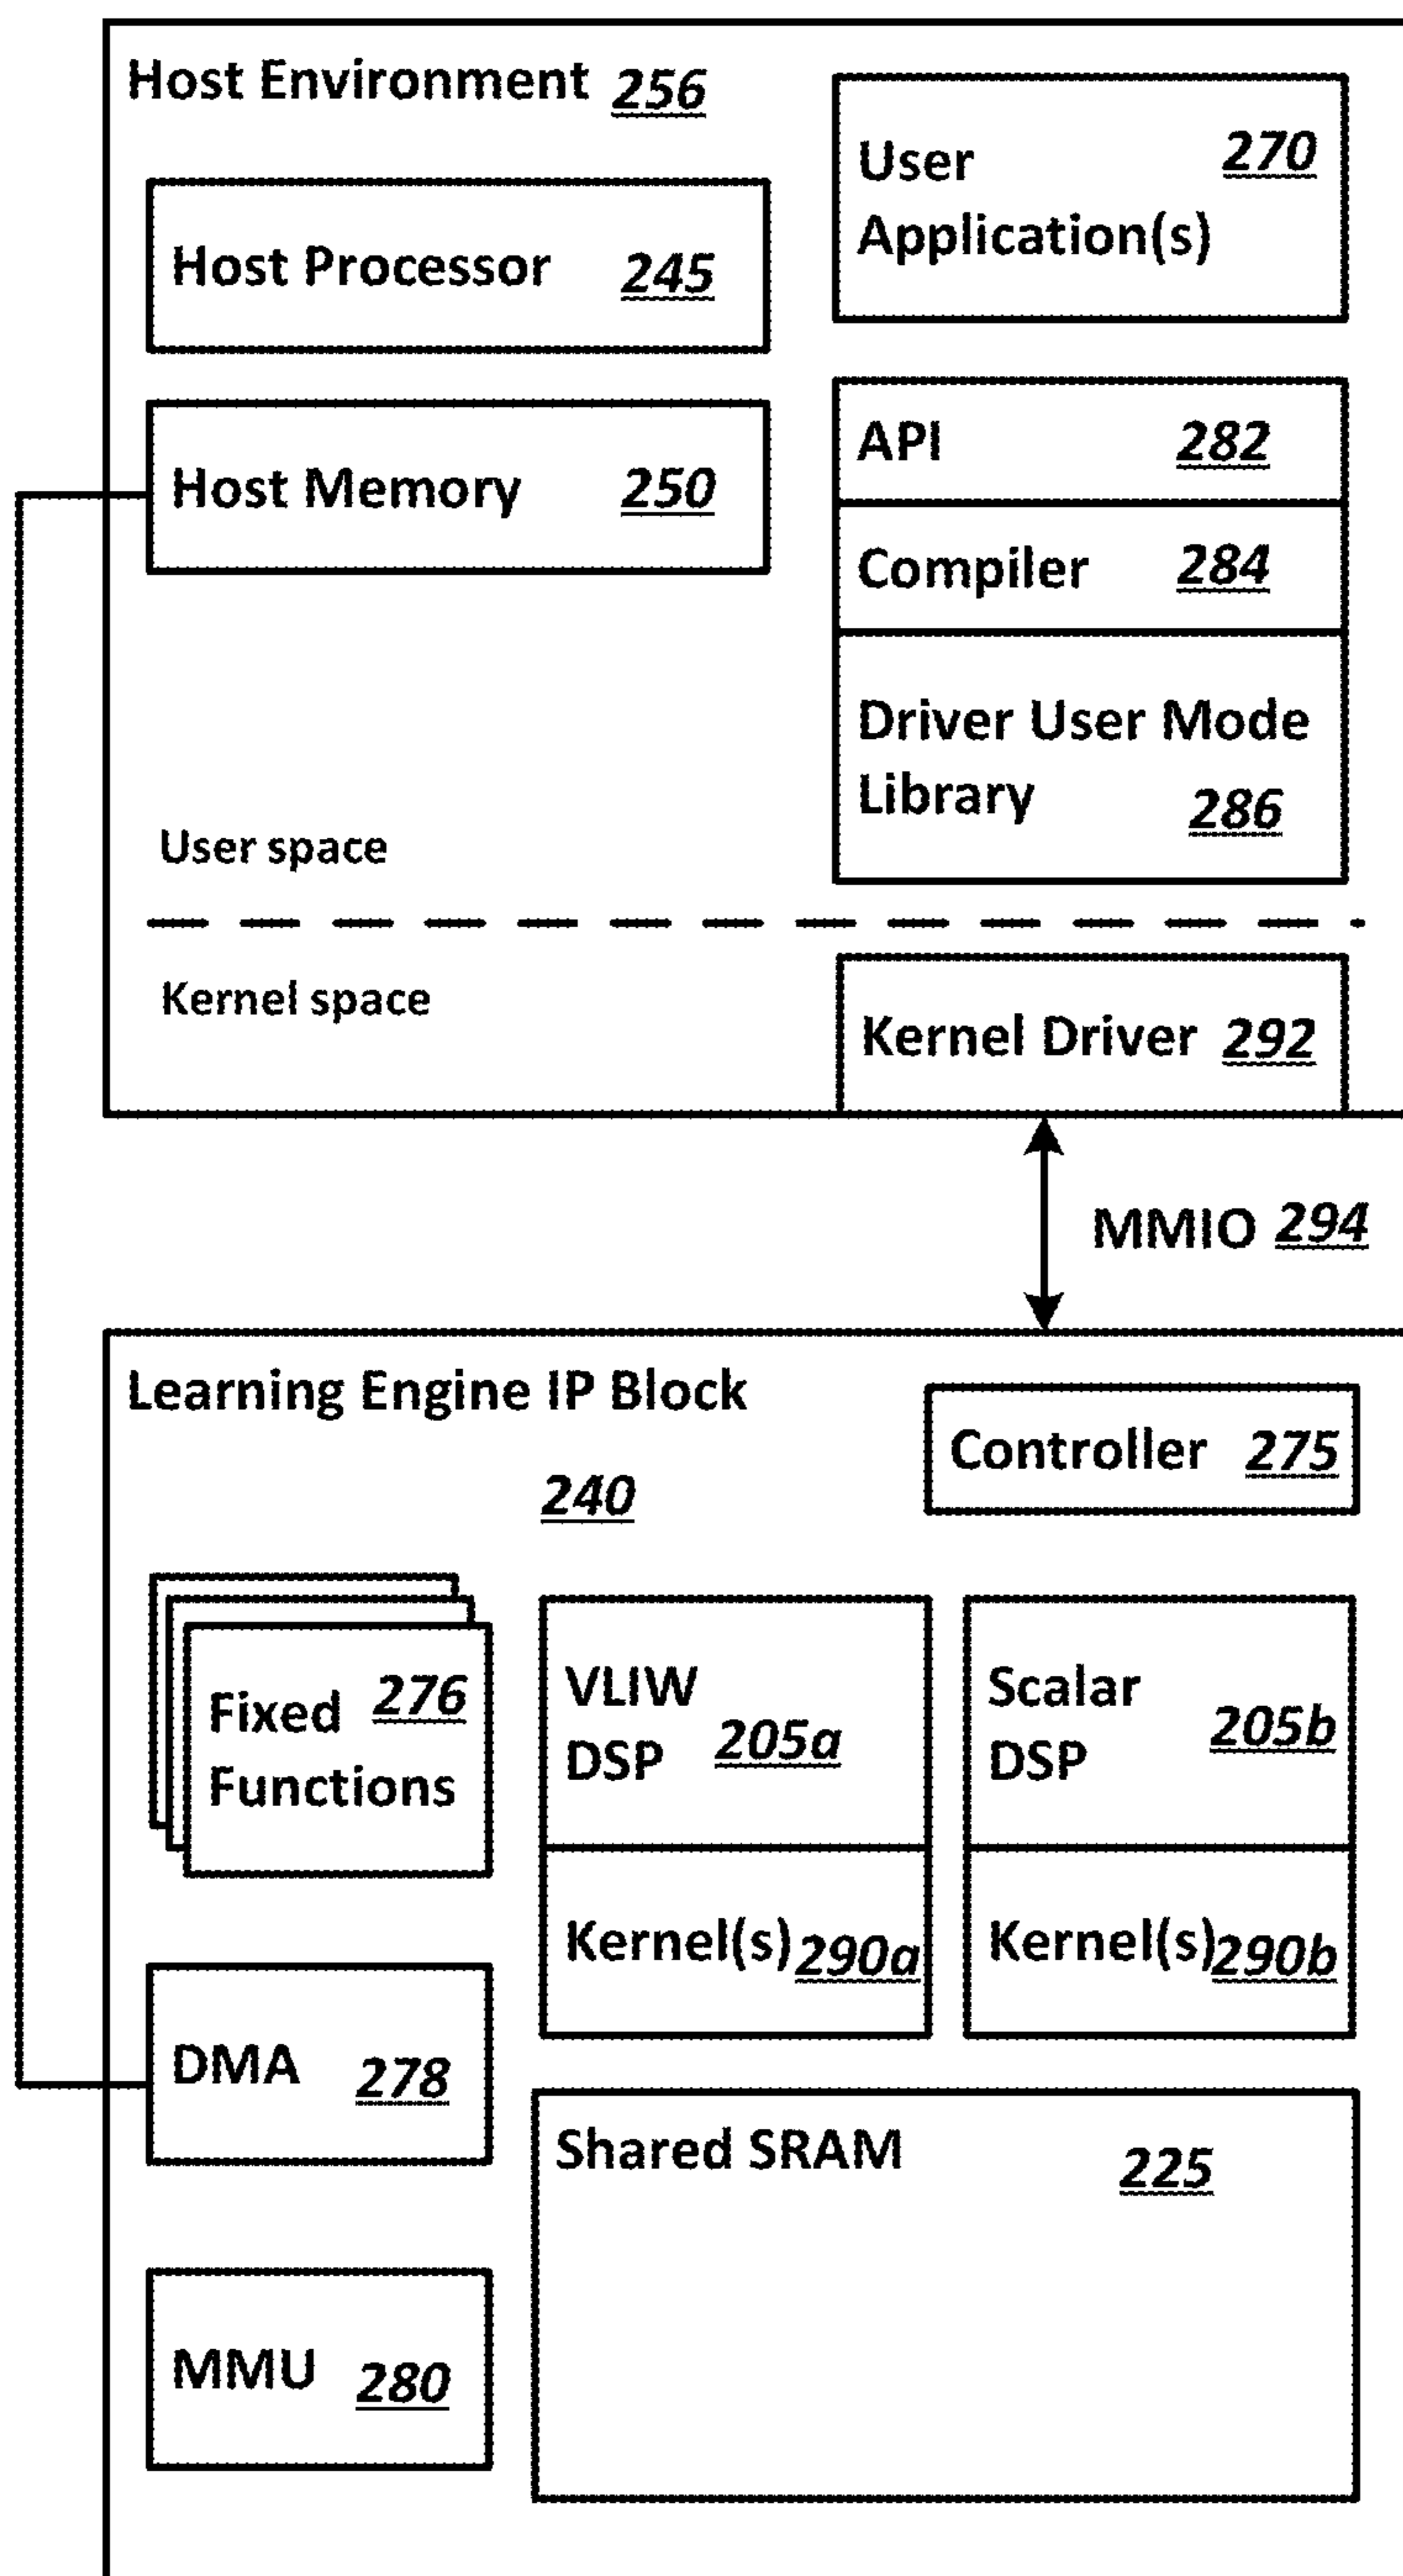 Host Environment 256
Host Processor 245
Host Memory 250
User 270
Application(s)
API 282
Compiler 284
Driver User Mode
Library 286
User space
Kernel space
Kernel Driver 292
MMIO 294
Learning Engine IP Block
240
Controller 275
Fixed 276
Functions
VLIW
DSP 205a
Kernel(s) 290a
Scalar
DSP 205b
Kernel(s) 290b
DMA 278
Shared SRAM 225
MMU 280